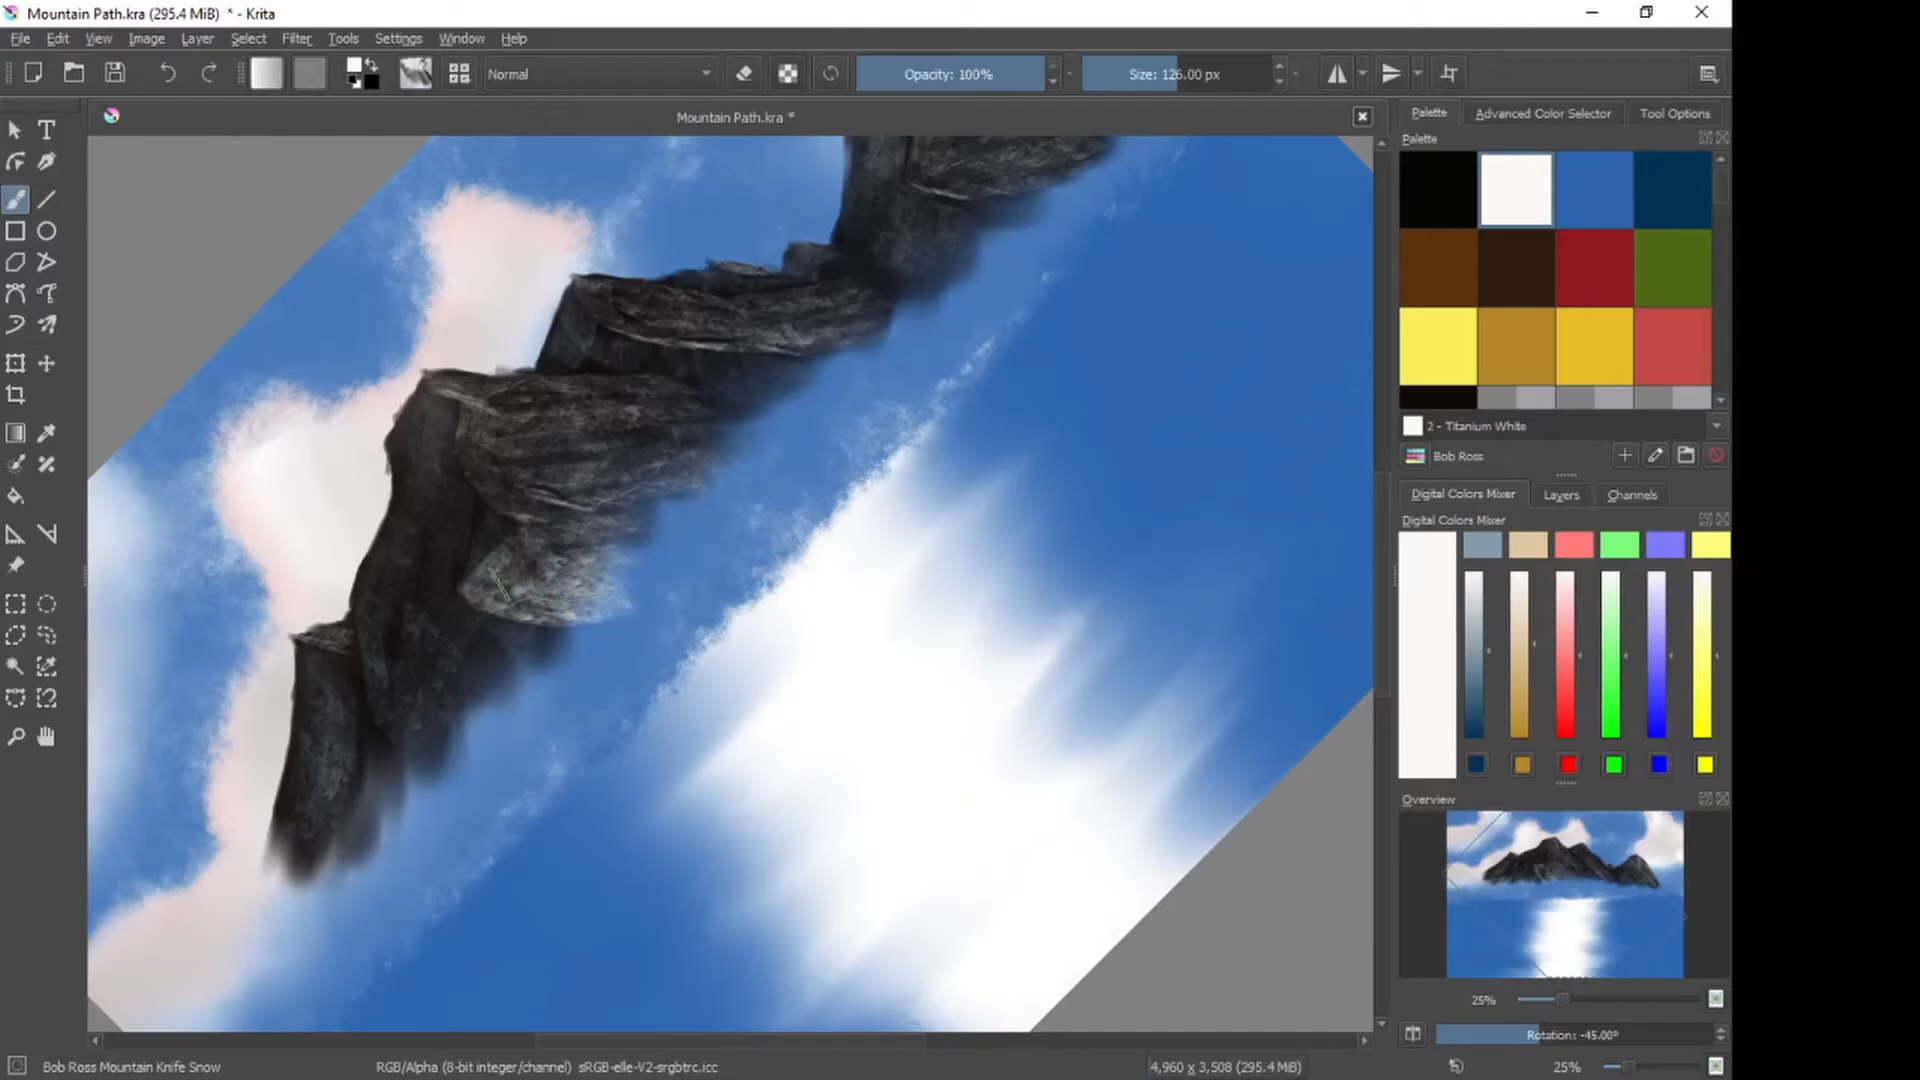 Mountain Path.kra (295.4 MiB) * - Krita
File Edit View Image Layer Select Filter Tools Settings Window Help
Normal Opacity: 100% Size: 126.00 px
Mountain Path.kra *
Palette Advanced Color Selector Tool Options
Palette
2 - Titanium White
Bob Ross
Digital Colors Mixer Layers Channels
Digital Colors Mixer
Overview
25%
Rotation: -45.00°
Bob Ross Mountain Knife Snow RGB/Alpha (8-bit integer/channel) sRGB-elle-V2-srgbtrc.icc 4,960 x 3,508 (295.4 MiB) 25%